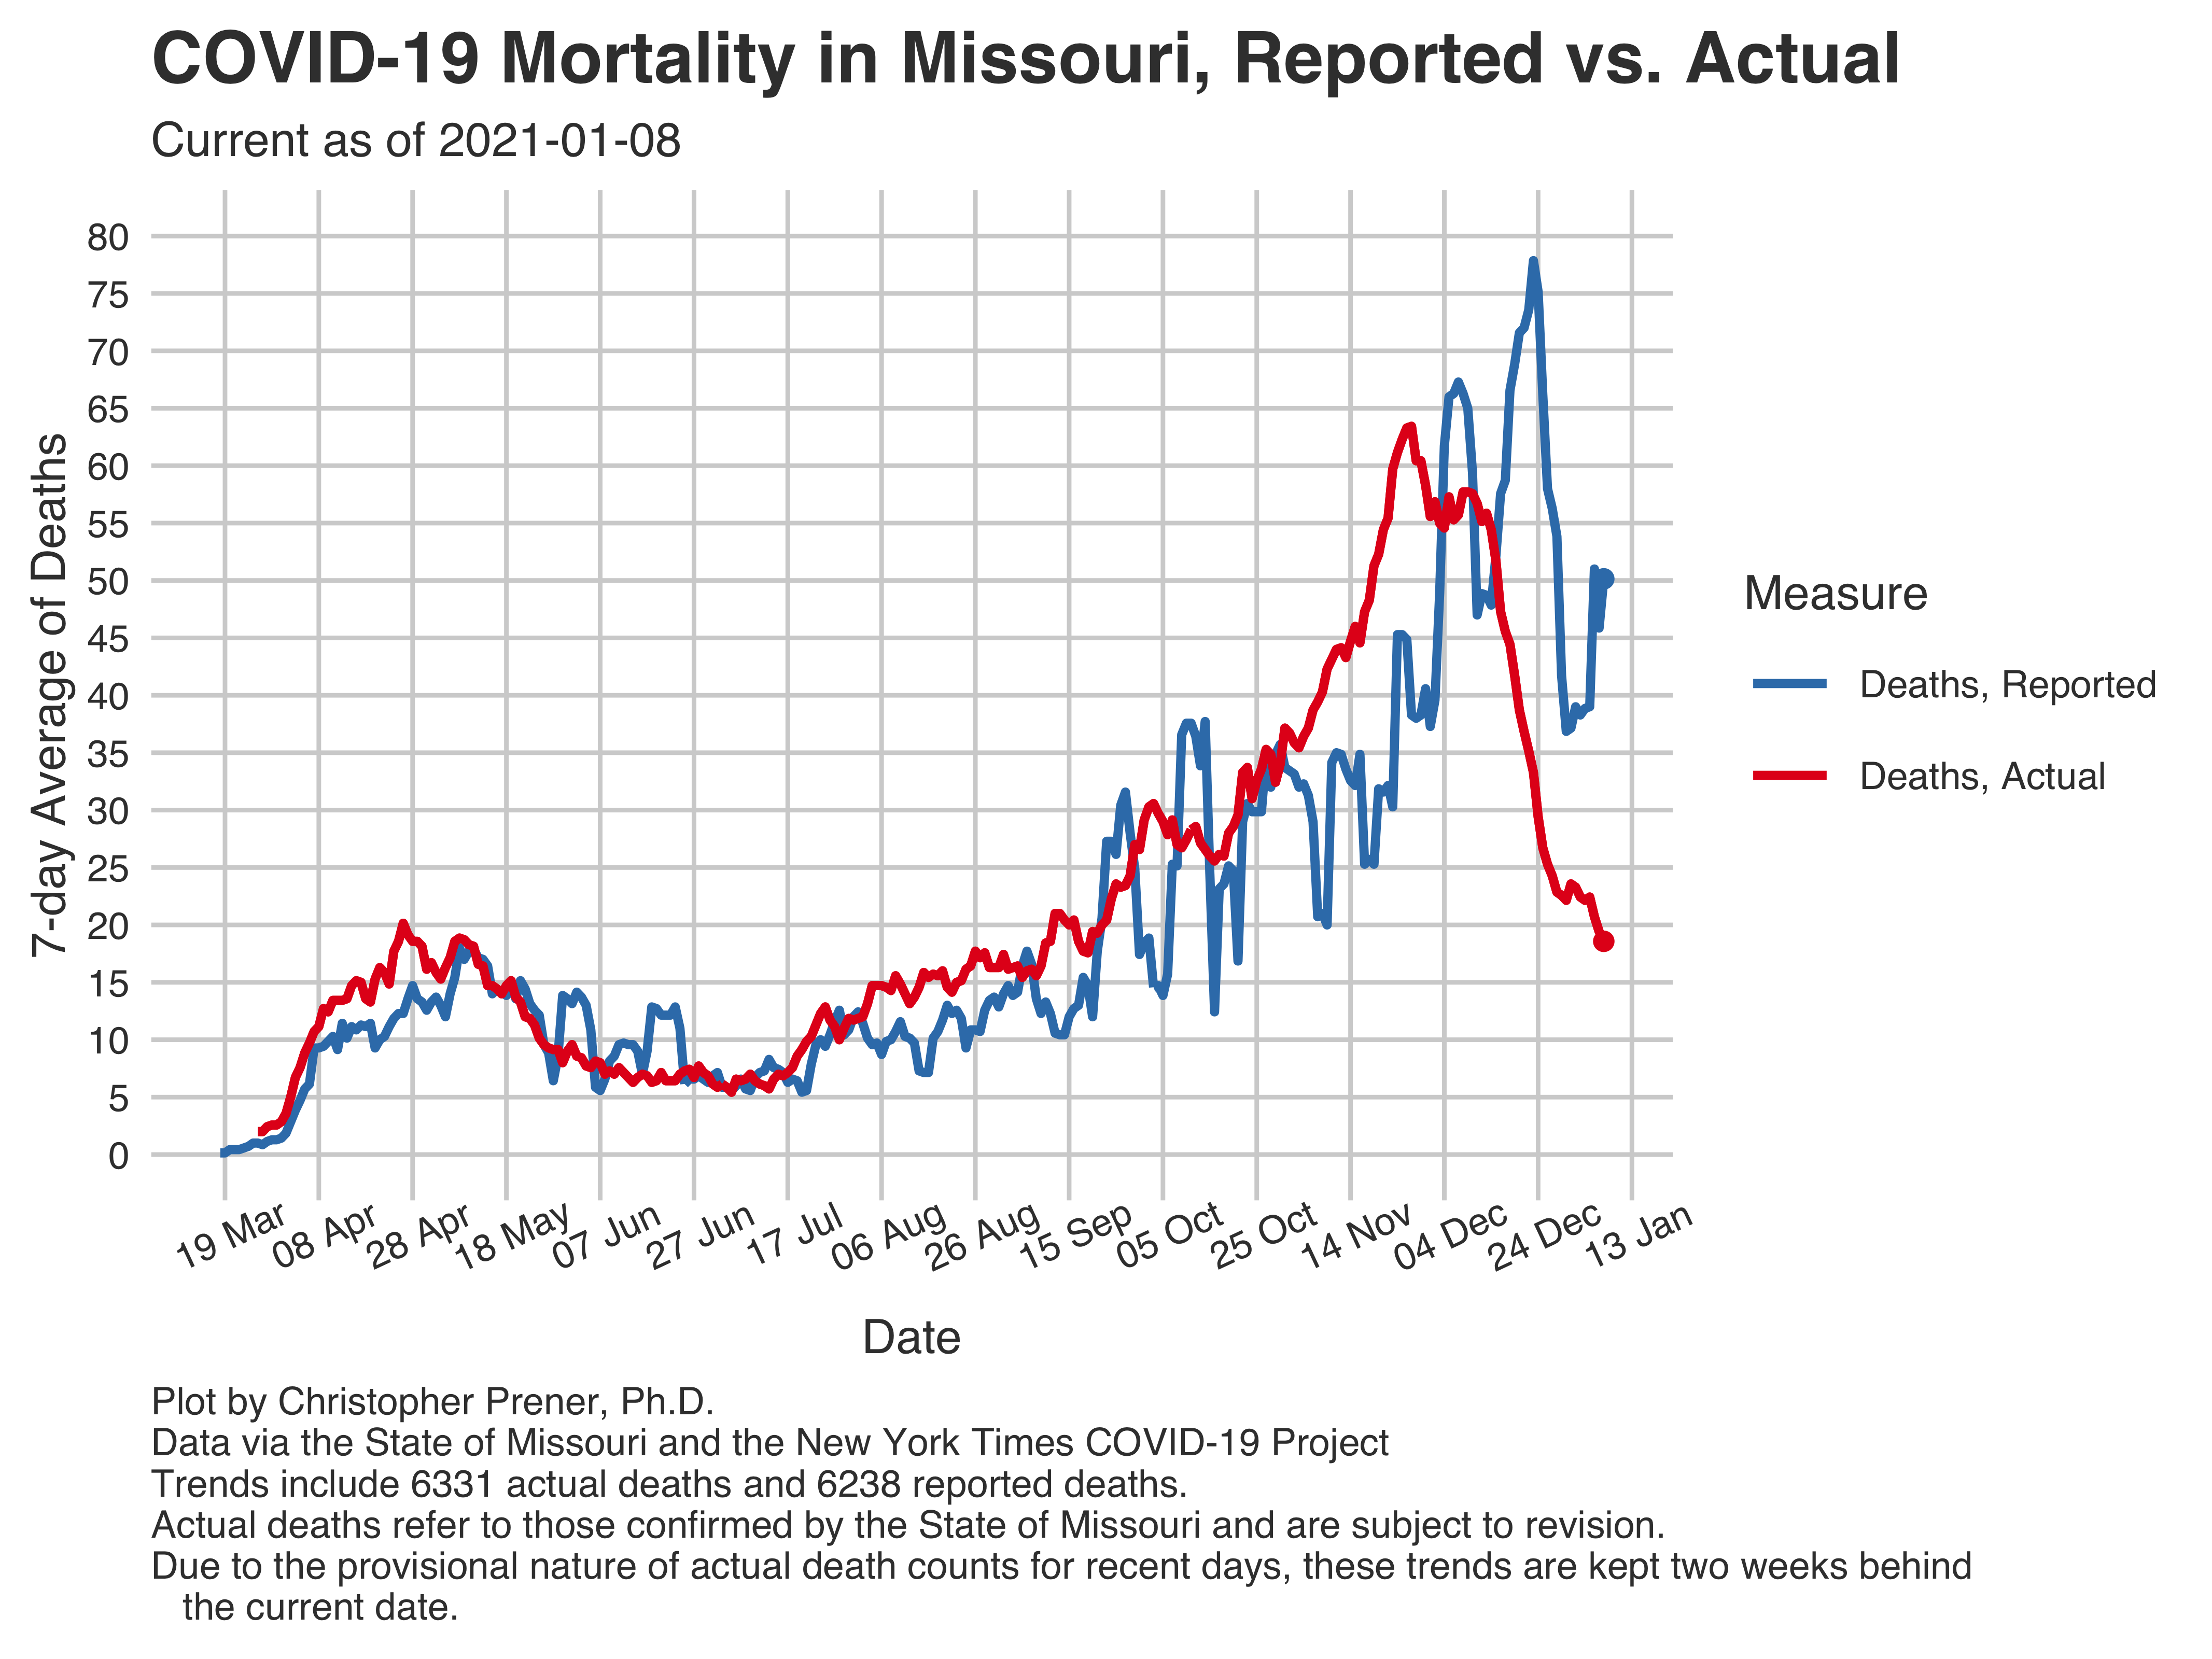 COVID-19 Mortality in Missouri, Reported vs. Actual
Current as of 2021-01-08
80
75
70
65
60
55
50
45
40
35
30
25
20
15
10
5
0
7-day Average of Deaths
19 Mar
08 Apr
28 Apr
18 May
07 Jun
27 Jun
17 Jul
06 Aug
26 Aug
15 Sep
05 Oct
25 Oct
14 Nov
04 Dec
24 Dec
13 Jan
Date
Measure
Deaths, Reported
Deaths, Actual
Plot by Christopher Prener, Ph.D.
Data via the State of Missouri and the New York Times COVID-19 Project
Trends include 6331 actual deaths and 6238 reported deaths.
Actual deaths refer to those confirmed by the State of Missouri and are subject to revision.
Due to the provisional nature of actual death counts for recent days, these trends are kept two weeks behind
the current date.